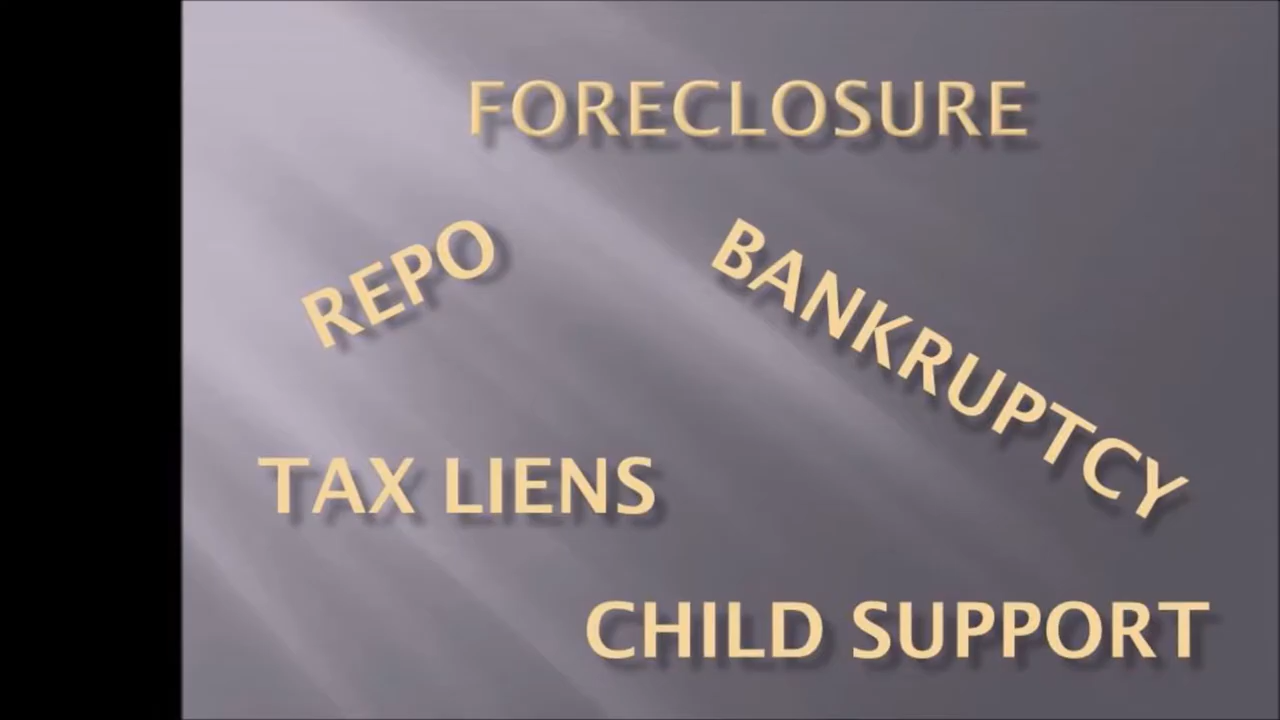 FORECLOSURE
REPO
BANKRUPTCY
TAX LIENS
CHILD SUPPORT